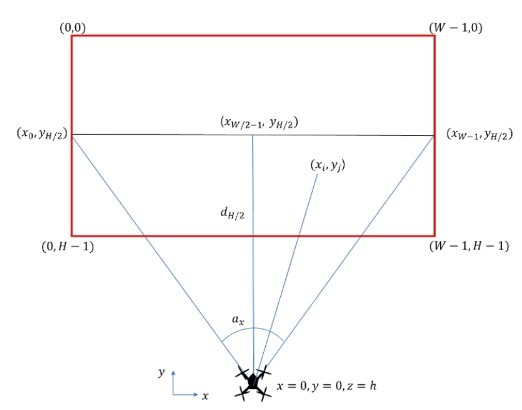 (0,0) (W − 1,0)
(x₀, y_{H/2}) (x_{W/2−1}, y_{H/2}) (x_{W−1}, y_{H/2})
(x_i, y_j)
d_{H/2}
(0, H − 1) (W − 1, H − 1)
a_x
y
x
x = 0, y = 0, z = h